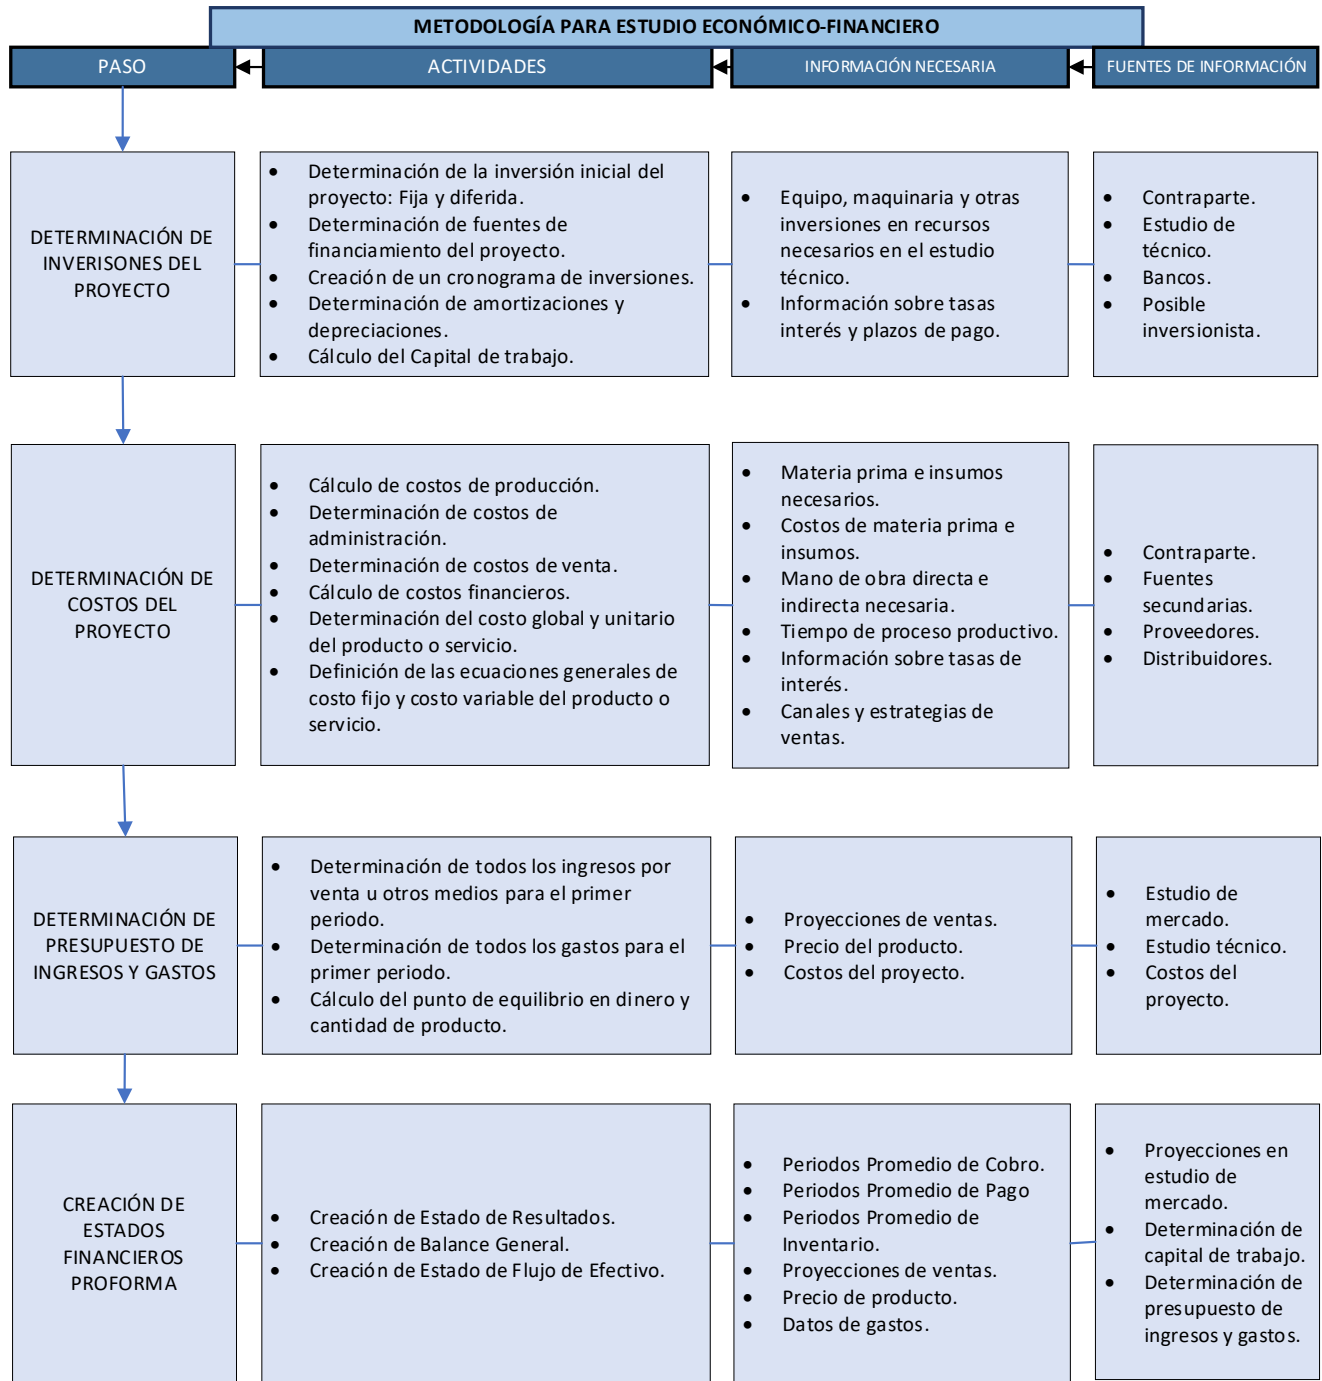 METODOLOGÍA PARA ESTUDIO ECONÓMICO-FINANCIERO
PASO
ACTIVIDADES
INFORMACIÓN NECESARIA
FUENTES DE INFORMACIÓN
DETERMINACIÓN DE
INVERISONES DEL
PROYECTO
• Determinación de la inversión inicial del
proyecto: Fija y diferida.
• Determinación de fuentes de
financiamiento del proyecto.
• Creación de un cronograma de inversiones.
• Determinación de amortizaciones y
depreciaciones.
• Cálculo del Capital de trabajo.
• Equipo, maquinaria y otras
inversiones en recursos
necesarios en el estudio
técnico.
• Información sobre tasas
interés y plazos de pago.
• Contraparte.
• Estudio de
técnico.
• Bancos.
• Posible
inversionista.
DETERMINACIÓN DE
COSTOS DEL
PROYECTO
• Cálculo de costos de producción.
• Determinación de costos de
administración.
• Determinación de costos de venta.
• Cálculo de costos financieros.
• Determinación del costo global y unitario
del producto o servicio.
• Definición de las ecuaciones generales de
costo fijo y costo variable del producto o
servicio.
• Materia prima e insumos
necesarios.
• Costos de materia prima e
insumos.
• Mano de obra directa e
indirecta necesaria.
• Tiempo de proceso productivo.
• Información sobre tasas de
interés.
• Canales y estrategias de
ventas.
• Contraparte.
• Fuentes
secundarias.
• Proveedores.
• Distribuidores.
DETERMINACIÓN DE
PRESUPUESTO DE
INGRESOS Y GASTOS
• Determinación de todos los ingresos por
venta u otros medios para el primer
periodo.
• Determinación de todos los gastos para el
primer periodo.
• Cálculo del punto de equilibrio en dinero y
cantidad de producto.
• Proyecciones de ventas.
• Precio del producto.
• Costos del proyecto.
• Estudio de
mercado.
• Estudio técnico.
• Costos del
proyecto.
CREACIÓN DE
ESTADOS
FINANCIEROS
PROFORMA
• Creación de Estado de Resultados.
• Creación de Balance General.
• Creación de Estado de Flujo de Efectivo.
• Periodos Promedio de Cobro.
• Periodos Promedio de Pago
• Periodos Promedio de
Inventario.
• Proyecciones de ventas.
• Precio de producto.
• Datos de gastos.
• Proyecciones en
estudio de
mercado.
• Determinación de
capital de trabajo.
• Determinación de
presupuesto de
ingresos y gastos.